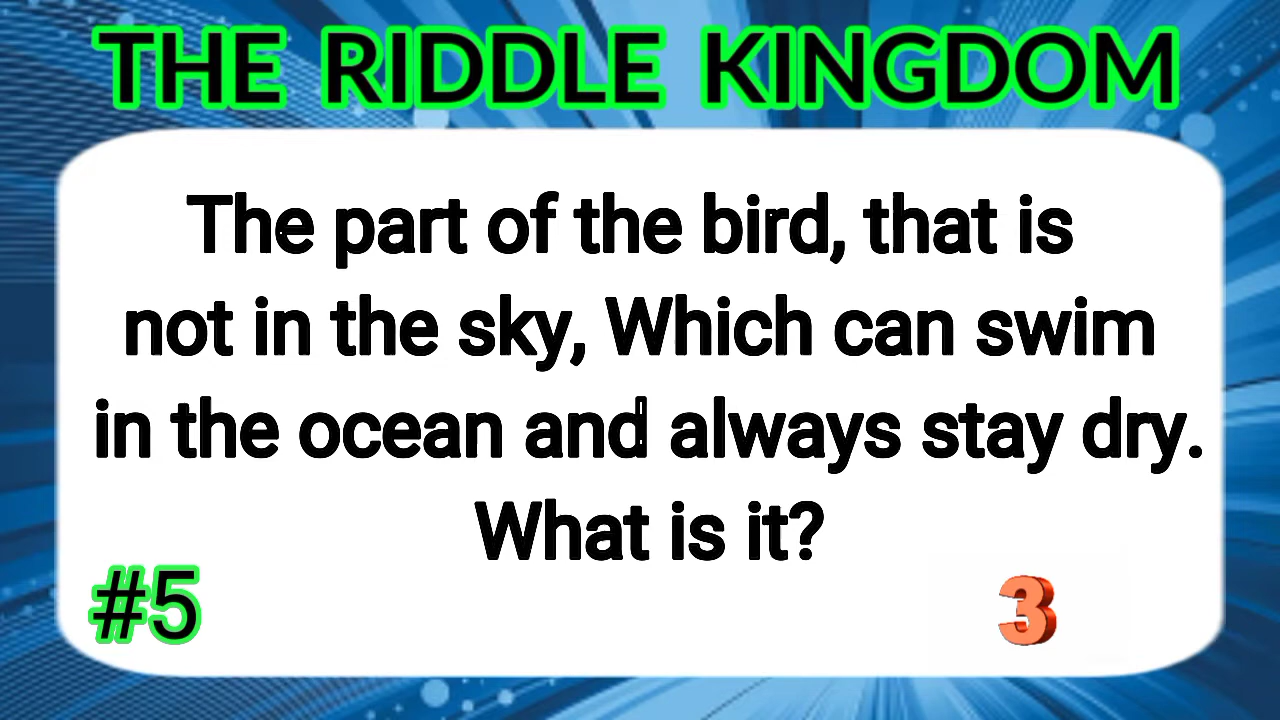 THE RIDDLE KINGDOM
The part of the bird, that is
not in the sky, Which can swim
in the ocean and always stay dry.
What is it?
#5
3